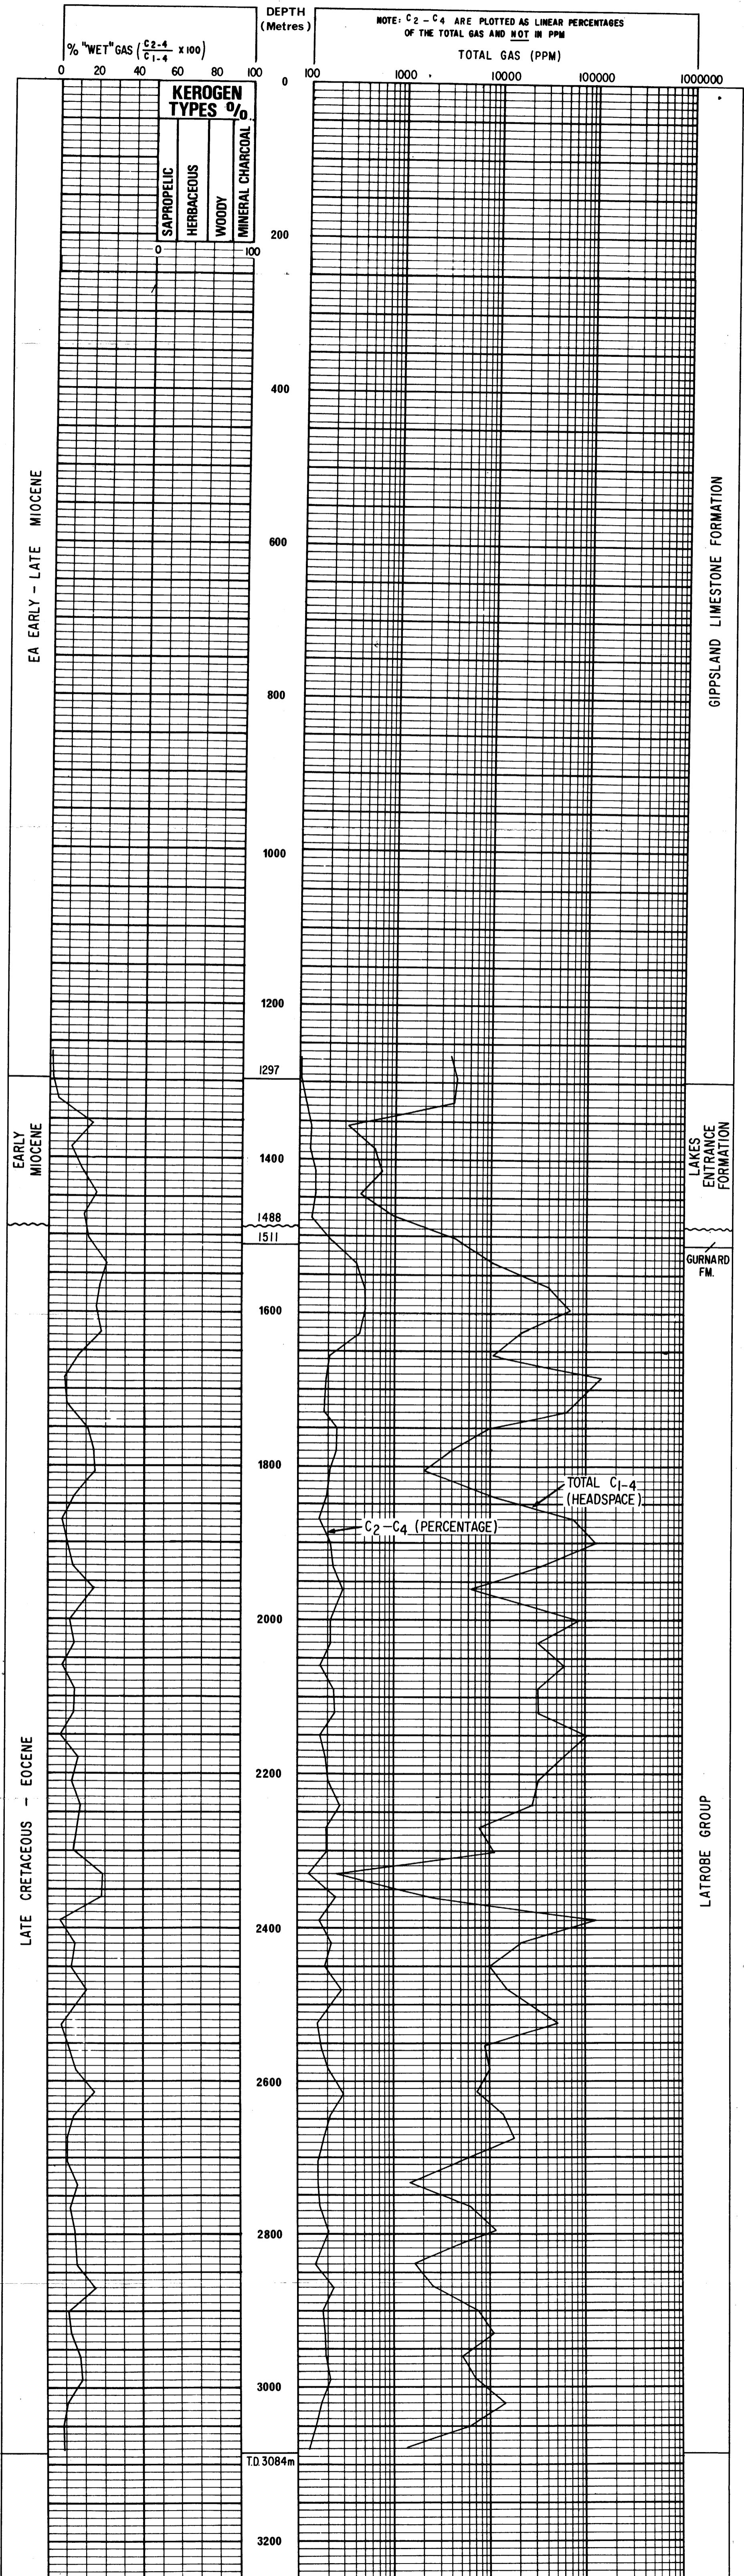 DEPTH
(Metres)
NOTE: C2 – C4 ARE PLOTTED AS LINEAR PERCENTAGES
OF THE TOTAL GAS AND NOT IN PPM
% "WET" GAS (C2-4/C1-4 x 100)
TOTAL GAS (PPM)
0 20 40 60 80 100
0
100 1000 10000 100000 1000000
KEROGEN
TYPES %
SAPROPELIC
HERBACEOUS
WOODY
MINERAL CHARCOAL
0 100
200
400
EA EARLY – LATE MIOCENE
GIPPSLAND LIMESTONE FORMATION
600
800
1000
1200
1297
EARLY
MIOCENE
LAKES
ENTRANCE
FORMATION
1400
1488
1511
GURNARD
FM.
1600
1800
TOTAL C1–4
(HEADSPACE)
C2–C4 (PERCENTAGE)
2000
LATE CRETACEOUS – EOCENE
LATROBE GROUP
2200
2400
2600
2800
3000
T.D. 3084m
3200